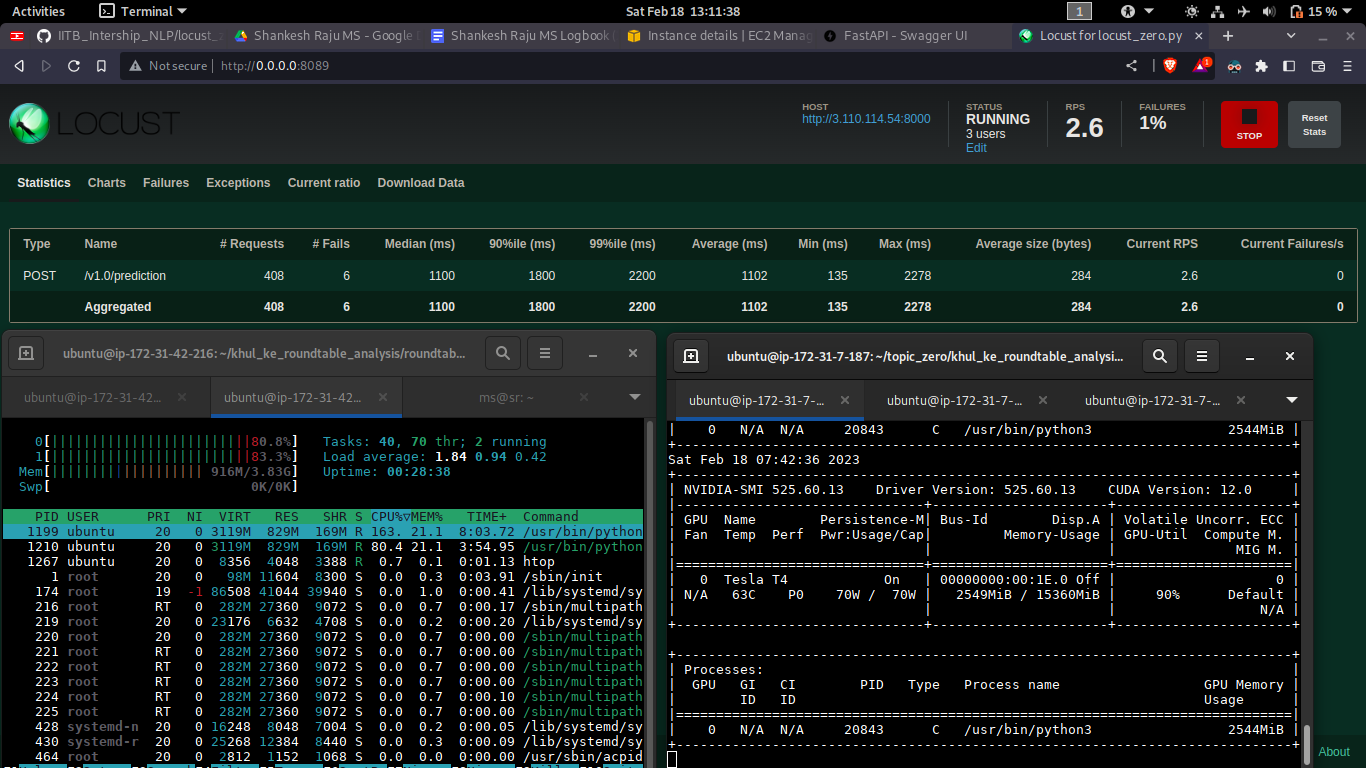 Activities Terminal Sat Feb 18 13:11:38 1 15 %
IITB_Intership_NLP/locust_z Shankesh Raju MS - Google D Shankesh Raju MS Logbook Instance details | EC2 Manag FastAPI - Swagger UI Locust for locust_zero.py
Not secure | http://0.0.0.0:8089 1
LOCUST
HOST STATUS RPS FAILURES
http://3.110.114.54:8000 RUNNING 2.6 1% STOP Reset Stats
3 users
Edit
Statistics Charts Failures Exceptions Current ratio Download Data
Type Name # Requests # Fails Median (ms) 90%ile (ms) 99%ile (ms) Average (ms) Min (ms) Max (ms) Average size (bytes) Current RPS Current Failures/s
POST /v1.0/prediction 408 6 1100 1800 2200 1102 135 2278 284 2.6 0
Aggregated 408 6 1100 1800 2200 1102 135 2278 284 2.6 0
ubuntu@ip-172-31-42-216: ~/khul_ke_roundtable_analysis/roundtab...
ubuntu@ip-172-31-42... ubuntu@ip-172-31-42... ms@sr: ~
0[||||||||||||||||||||||||||80.8%] Tasks: 40, 70 thr; 2 running
1[||||||||||||||||||||||||||83.3%] Load average: 1.84 0.94 0.42
Mem[||||||||||||||||||| 916M/3.83G] Uptime: 00:28:38
Swp[ 0K/0K]
PID USER PRI NI VIRT RES SHR S CPU%▽MEM% TIME+ Command
1199 ubuntu 20 0 3119M 829M 169M R 163. 21.1 8:03.72 /usr/bin/python
1210 ubuntu 20 0 3119M 829M 169M R 80.4 21.1 3:54.95 /usr/bin/python
1267 ubuntu 20 0 8356 4048 3388 R 0.7 0.1 0:01.13 htop
1 root 20 0 98M 11604 8300 S 0.0 0.3 0:03.91 /sbin/init
174 root 19 -1 86508 41044 39940 S 0.0 1.0 0:00.41 /lib/systemd/sy
216 root RT 0 282M 27360 9072 S 0.0 0.7 0:00.17 /sbin/multipath
219 root 20 0 23176 6632 4708 S 0.0 0.2 0:00.20 /lib/systemd/sy
220 root RT 0 282M 27360 9072 S 0.0 0.7 0:00.00 /sbin/multipath
221 root RT 0 282M 27360 9072 S 0.0 0.7 0:00.00 /sbin/multipath
222 root RT 0 282M 27360 9072 S 0.0 0.7 0:00.00 /sbin/multipath
223 root RT 0 282M 27360 9072 S 0.0 0.7 0:00.00 /sbin/multipath
224 root RT 0 282M 27360 9072 S 0.0 0.7 0:00.10 /sbin/multipath
225 root RT 0 282M 27360 9072 S 0.0 0.7 0:00.00 /sbin/multipath
428 systemd-n 20 0 16248 8048 7004 S 0.0 0.2 0:00.05 /lib/systemd/sy
430 systemd-r 20 0 25268 12384 8440 S 0.0 0.3 0:00.09 /lib/systemd/sy
464 root 20 0 2812 1152 1068 S 0.0 0.0 0:00.00 /usr/sbin/acpid
ubuntu@ip-172-31-7-187: ~/topic_zero/khul_ke_roundtable_analysi...
ubuntu@ip-172-31-7-... ubuntu@ip-172-31-7-... ubuntu@ip-172-31-7-...
| 0 N/A N/A 20843 C /usr/bin/python3 2544MiB |
Sat Feb 18 07:42:36 2023
| NVIDIA-SMI 525.60.13 Driver Version: 525.60.13 CUDA Version: 12.0 |
| GPU Name Persistence-M| Bus-Id Disp.A | Volatile Uncorr. ECC |
| Fan Temp Perf Pwr:Usage/Cap| Memory-Usage | GPU-Util Compute M. |
| | | MIG M. |
| 0 Tesla T4 On | 00000000:00:1E.0 Off | 0 |
| N/A 63C P0 70W / 70W | 2549MiB / 15360MiB | 90% Default |
| | | N/A |
| Processes: |
| GPU GI CI PID Type Process name GPU Memory |
| ID ID Usage |
| 0 N/A N/A 20843 C /usr/bin/python3 2544MiB |
About